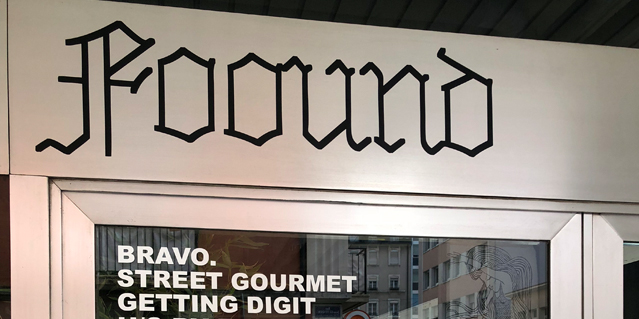 Foound
BRAVO.
STREET GOURMET
GETTING DIGIT